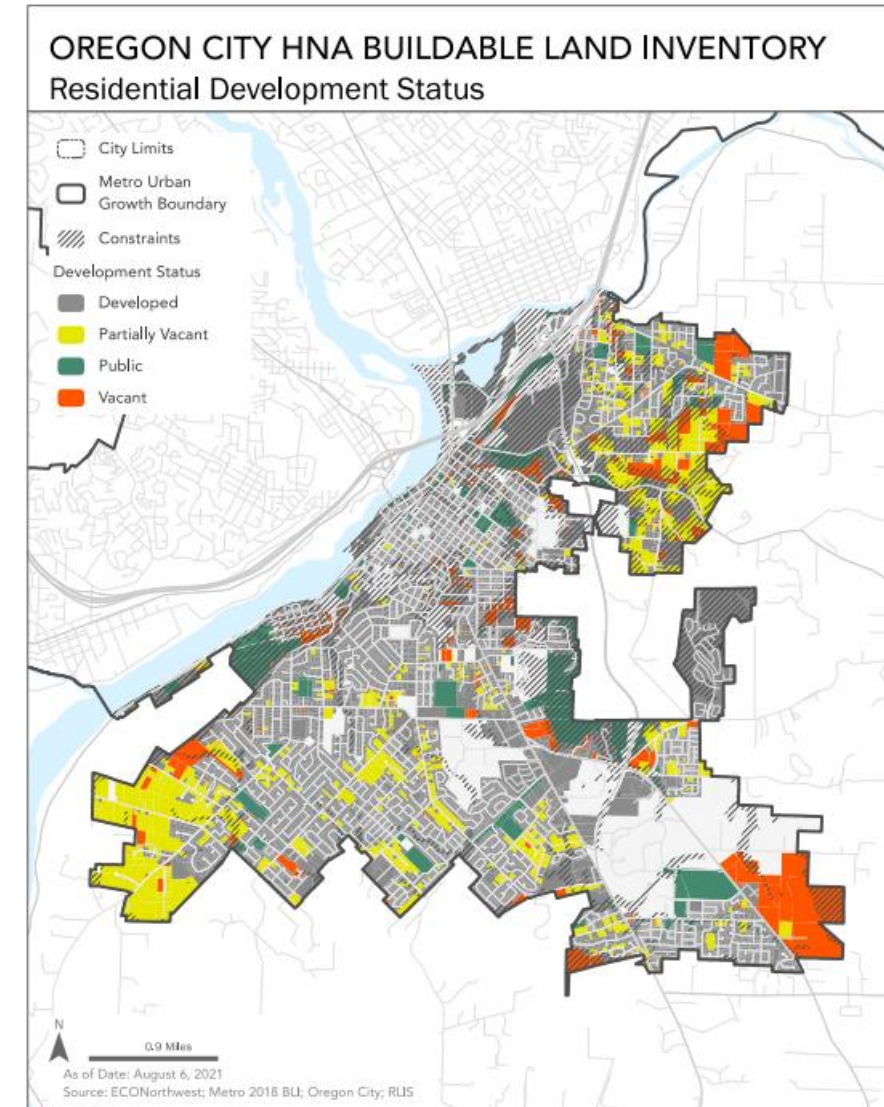 OREGON CITY HNA BUILDABLE LAND INVENTORY
Residential Development Status
City Limits
Metro Urban
Growth Boundary
Constraints
Development Status
Developed
Partially Vacant
Public
Vacant
N
0.9 Miles
As of Date: August 6, 2021
Source: ECONorthwest; Metro 2018 BLI; Oregon City; RLIS